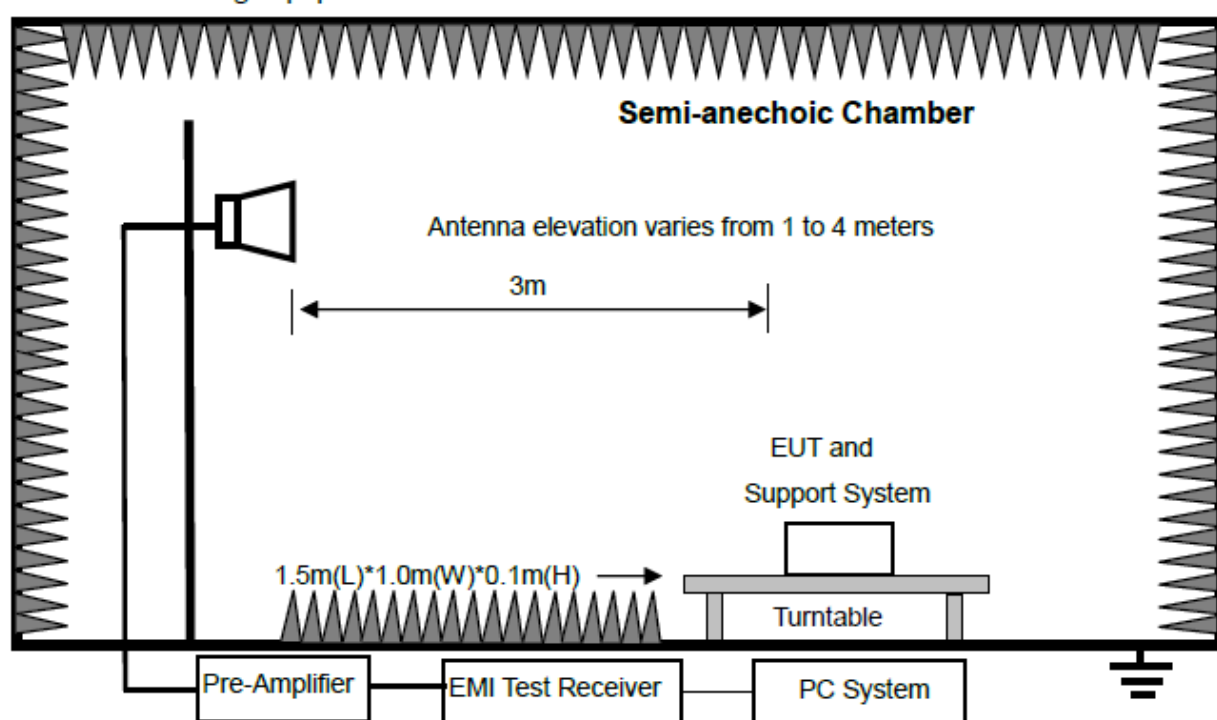 Semi-anechoic Chamber
Antenna elevation varies from 1 to 4 meters
3m
EUT and
Support System
1.5m(L)*1.0m(W)*0.1m(H)
Turntable
Pre-Amplifier
EMI Test Receiver
PC System